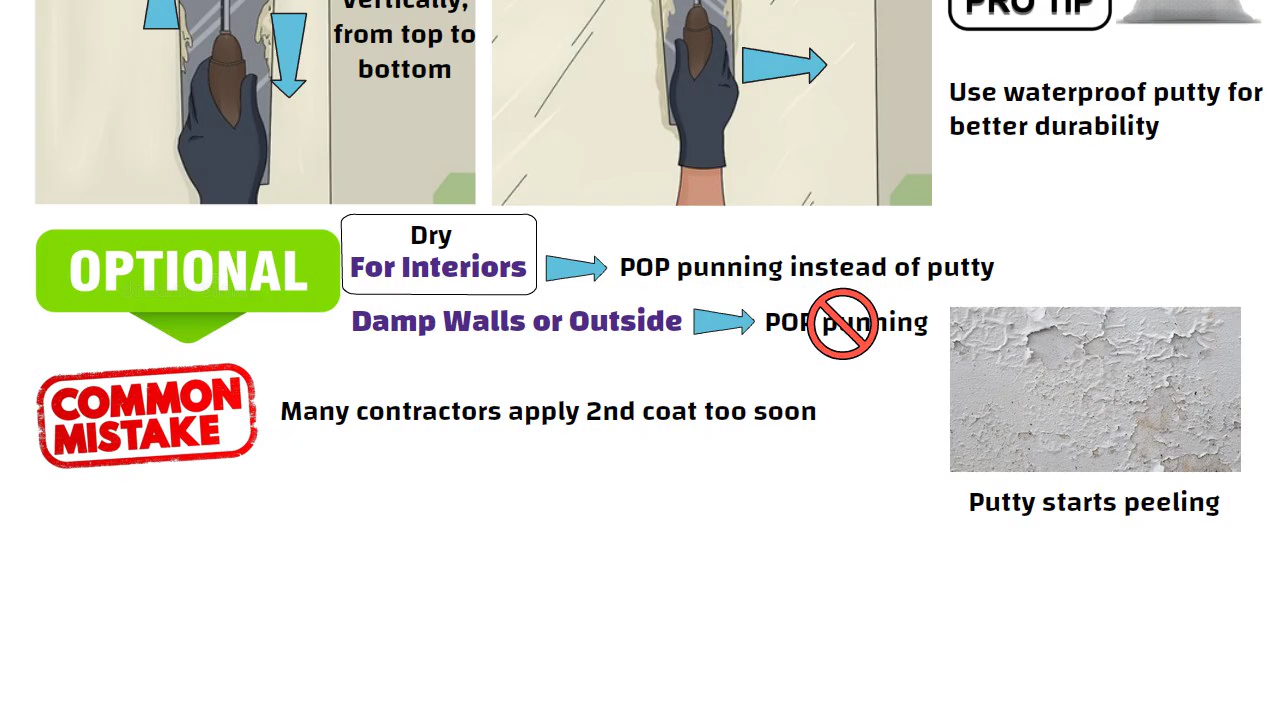 vertically,
from top to
bottom
PRO TIP
Use waterproof putty for
better durability
OPTIONAL
Dry
For Interiors
POP punning instead of putty
Damp Walls or Outside
POP punning
COMMON
MISTAKE
Many contractors apply 2nd coat too soon
Putty starts peeling